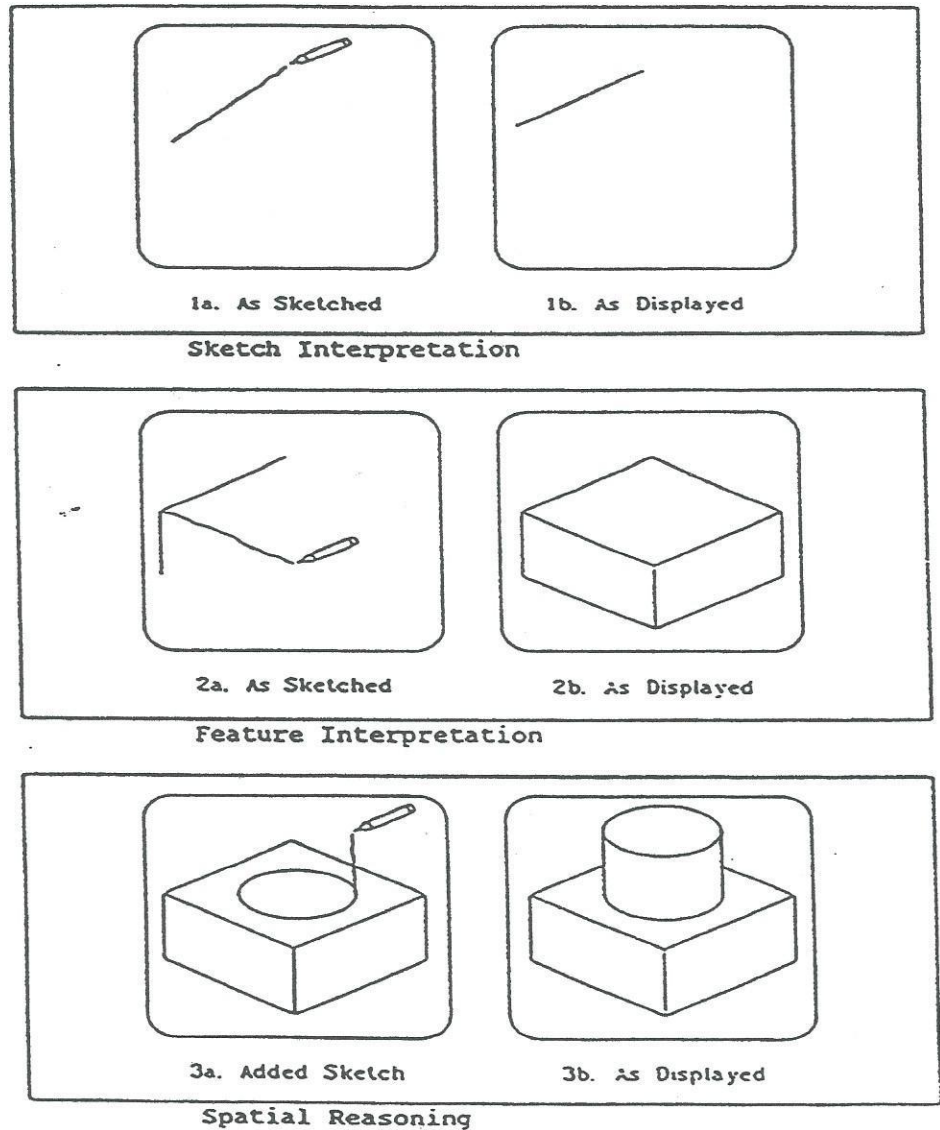 1a. As Sketched
1b. As Displayed
Sketch Interpretation
2a. As Sketched
2b. As Displayed
Feature Interpretation
3a. Added Sketch
3b. As Displayed
Spatial Reasoning